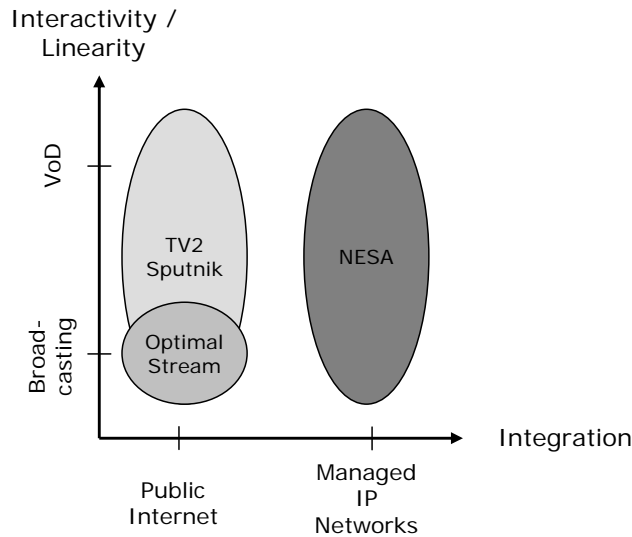 Interactivity /
Linearity
VoD
TV2
Sputnik
NESA
Broad-
casting
Optimal
Stream
Integration
Public
Internet
Managed
IP
Networks